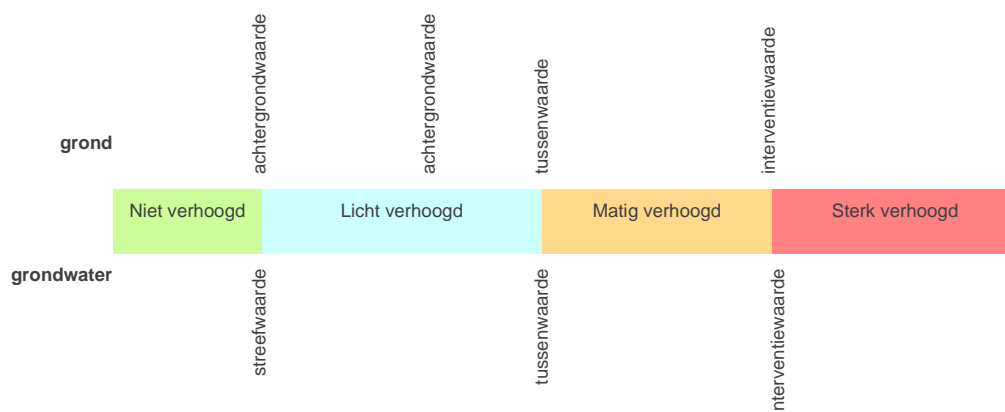 achtergrondwaarde
achtergrondwaarde
tussenwaarde
interventiewaarde
grond
Niet verhoogd
Licht verhoogd
Matig verhoogd
Sterk verhoogd
grondwater
streefwaarde
tussenwaarde
nterventiewaarde